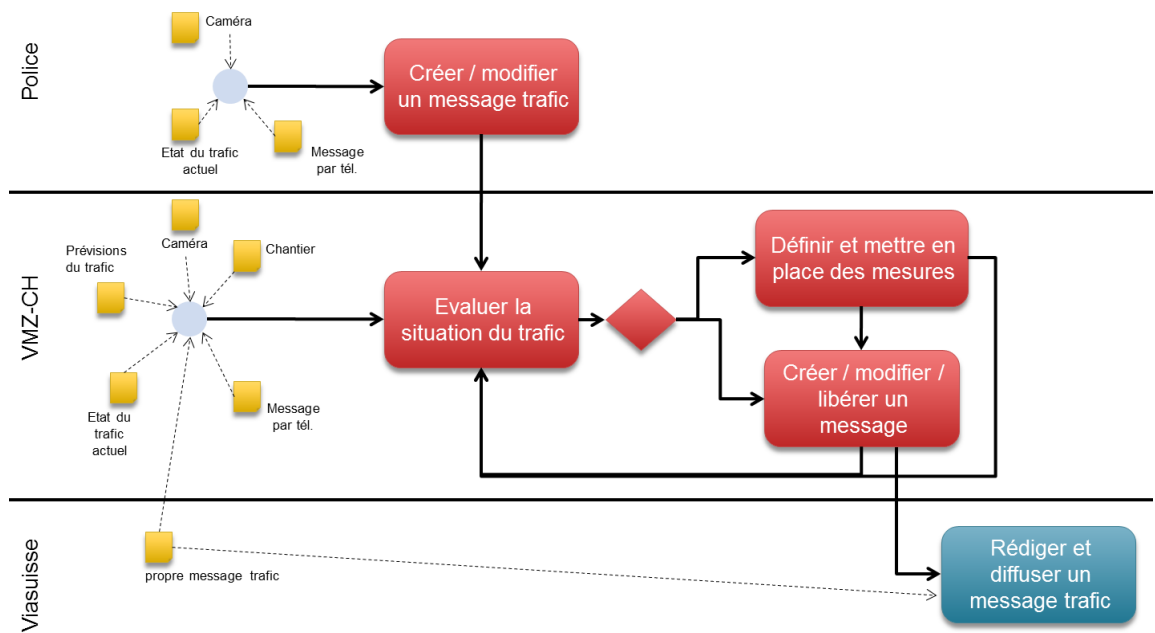 Police
Caméra
Créer / modifier
un message trafic
Etat du trafic
actuel
Message
par tél.
VMZ-CH
Prévisions
du trafic
Caméra
Chantier
Evaluer la
situation du trafic
Définir et mettre en
place des mesures
Créer / modifier /
libérer un
message
Etat du
trafic
actuel
Message
par tél.
Viasuisse
propre message trafic
Rédiger et
diffuser un
message trafic